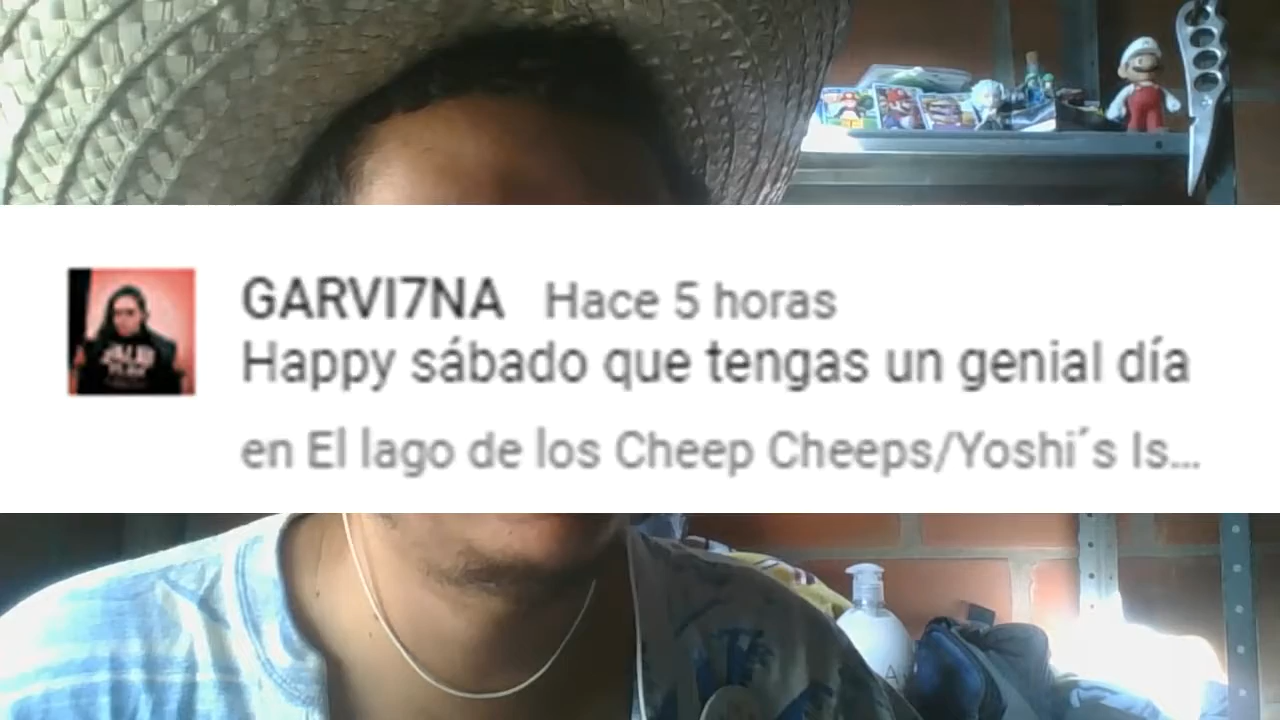 GARVI7NA Hace 5 horas
Happy sábado que tengas un genial día
en El lago de los Cheep Cheeps/Yoshi´s Is...